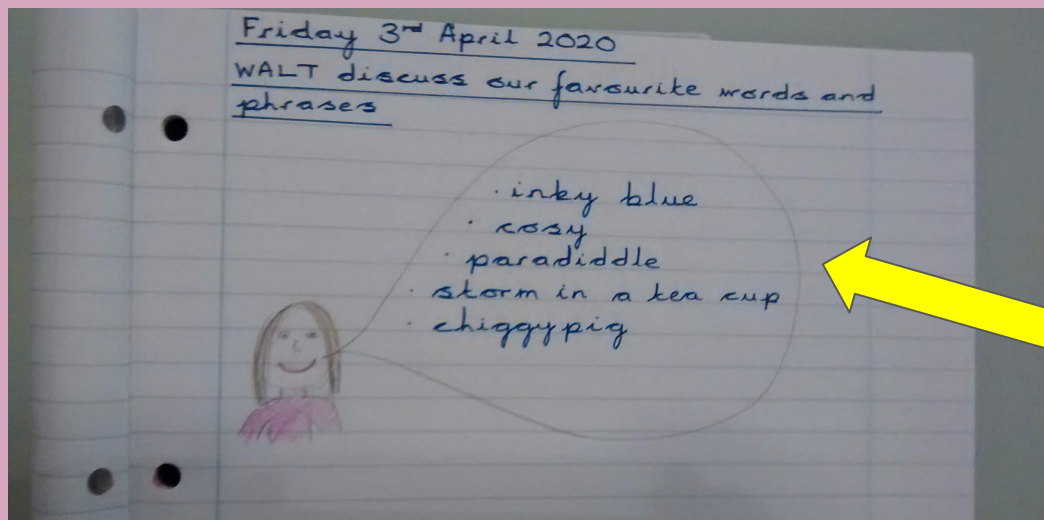 Friday 3rd April 2020
WALT discuss our favourite words and
phrases
· inky blue
· cosy
· paradiddle
· storm in a tea cup
· chiggypig